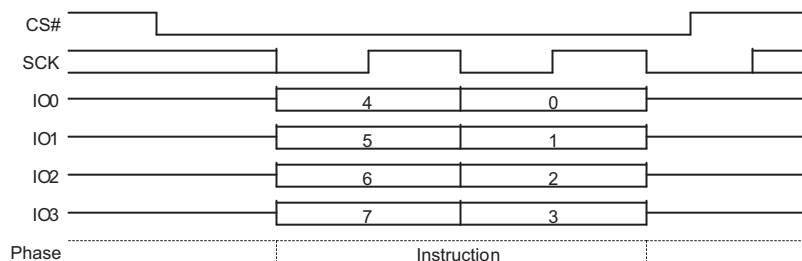 CS#
SCK
IO0 4 0
IO1 5 1
IO2 6 2
IO3 7 3
Phase Instruction